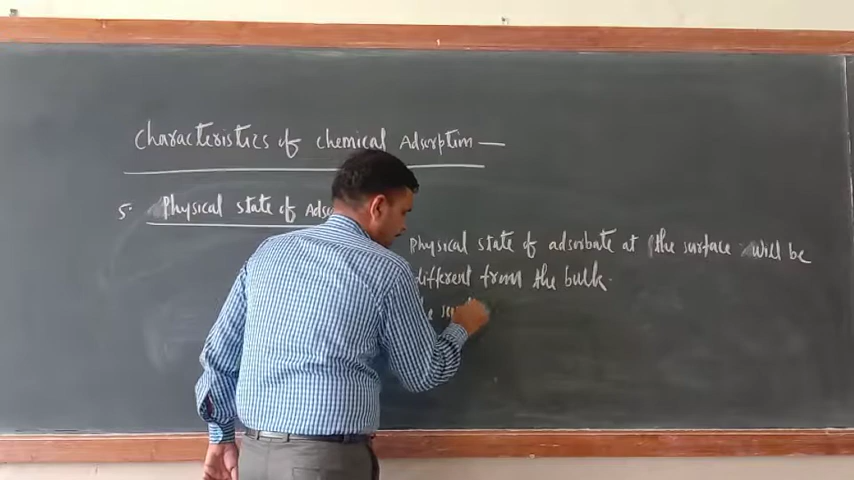 Characteristics of chemical Adsorption —
5. Physical state of
Physical state of adsorbate at the surface will be
different from the bulk.